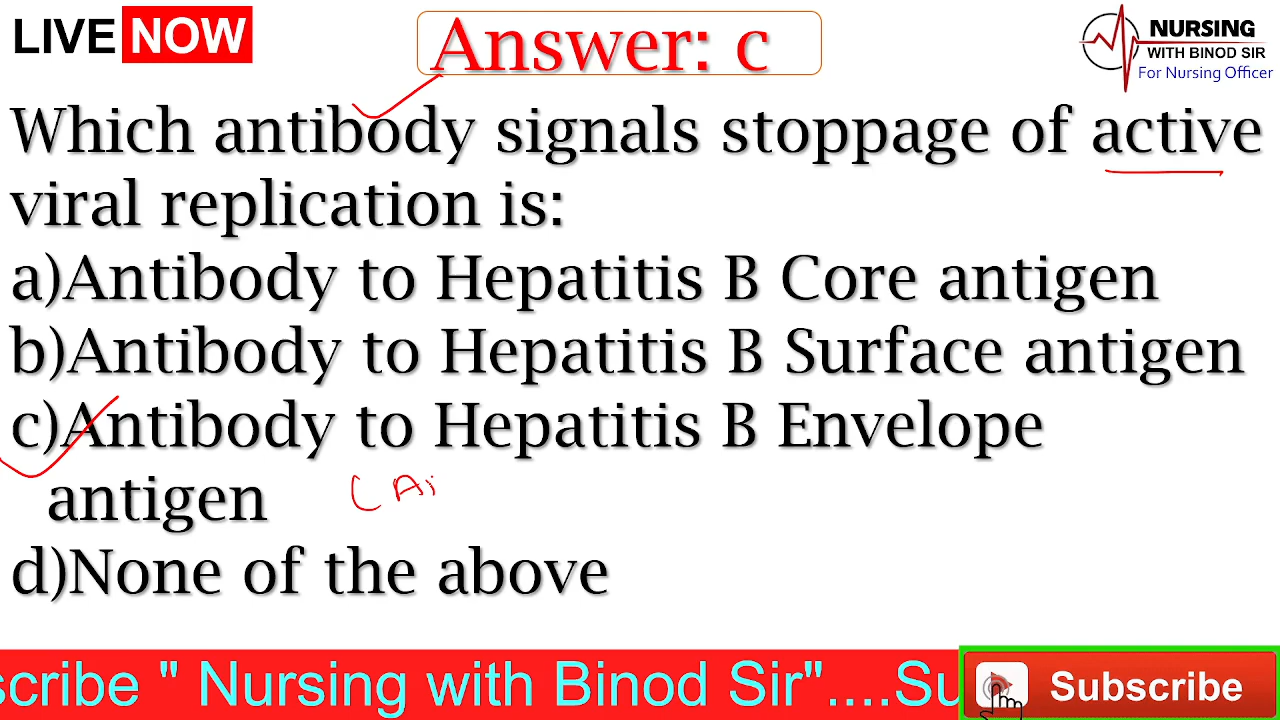 LIVE NOW
Answer: c
NURSING
WITH BINOD SIR
For Nursing Officer
Which antibody signals stoppage of active
viral replication is:
a)Antibody to Hepatitis B Core antigen
b)Antibody to Hepatitis B Surface antigen
c)Antibody to Hepatitis B Envelope
antigen
d)None of the above
scribe " Nursing with Binod Sir"....Su
Subscribe